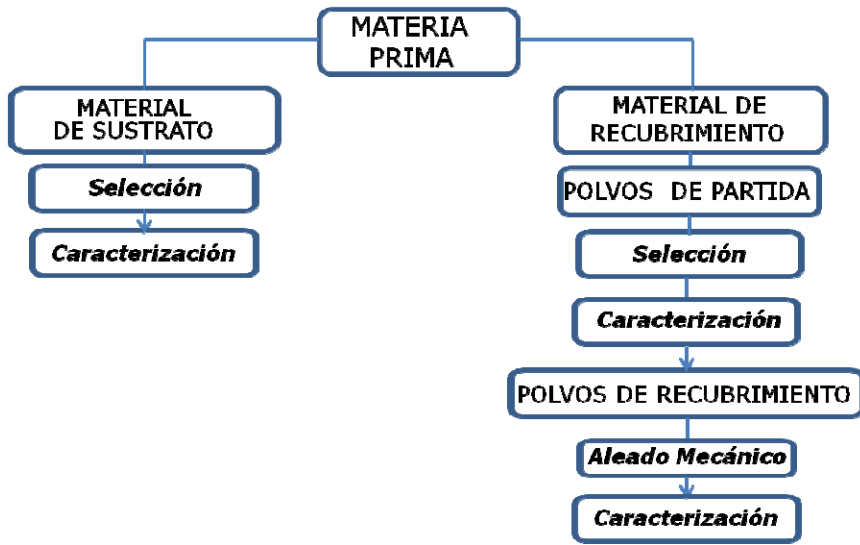 MATERIA
PRIMA
MATERIAL
DE SUSTRATO
Selección
Caracterización
MATERIAL DE
RECUBRIMIENTO
POLVOS DE PARTIDA
Selección
Caracterización
POLVOS DE RECUBRIMIENTO
Aleado Mecánico
Caracterización